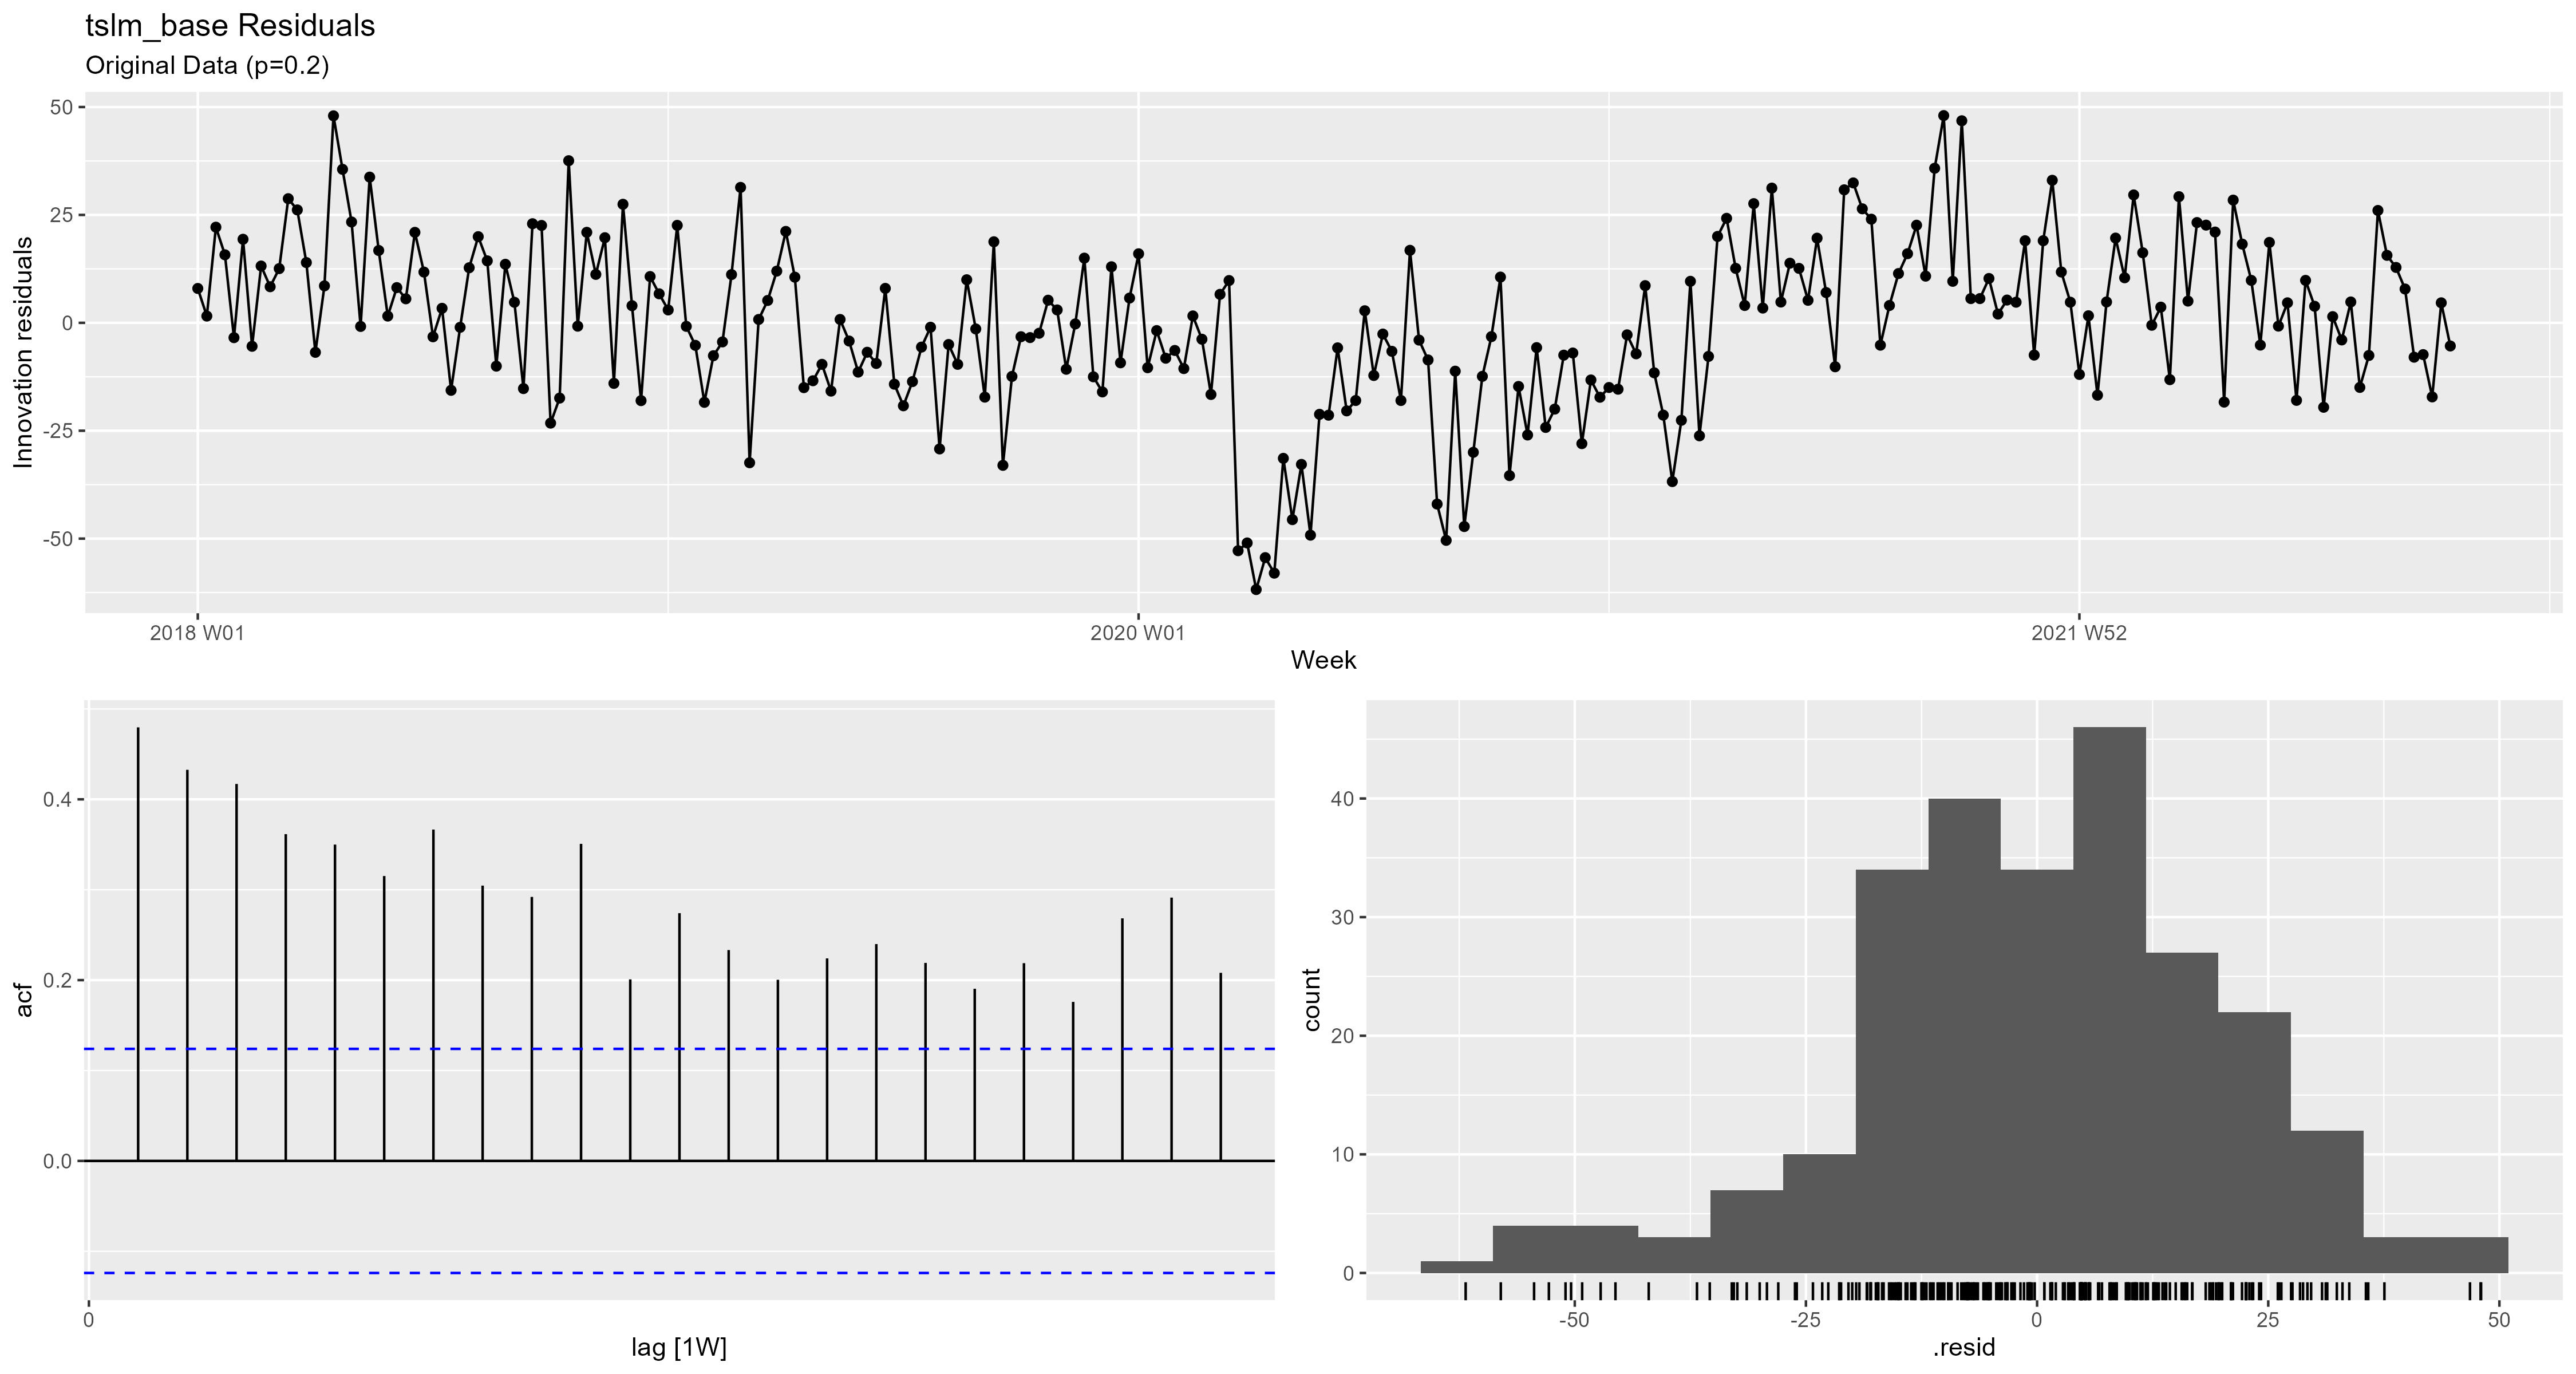 tslm_base Residuals
Original Data (p=0.2)
50
25
0
-25
-50
Innovation residuals
2018 W01
2020 W01
2021 W52
Week
0.4
0.2
0.0
acf
0
lag [1W]
40
30
20
10
0
count
-50
-25
0
25
50
.resid